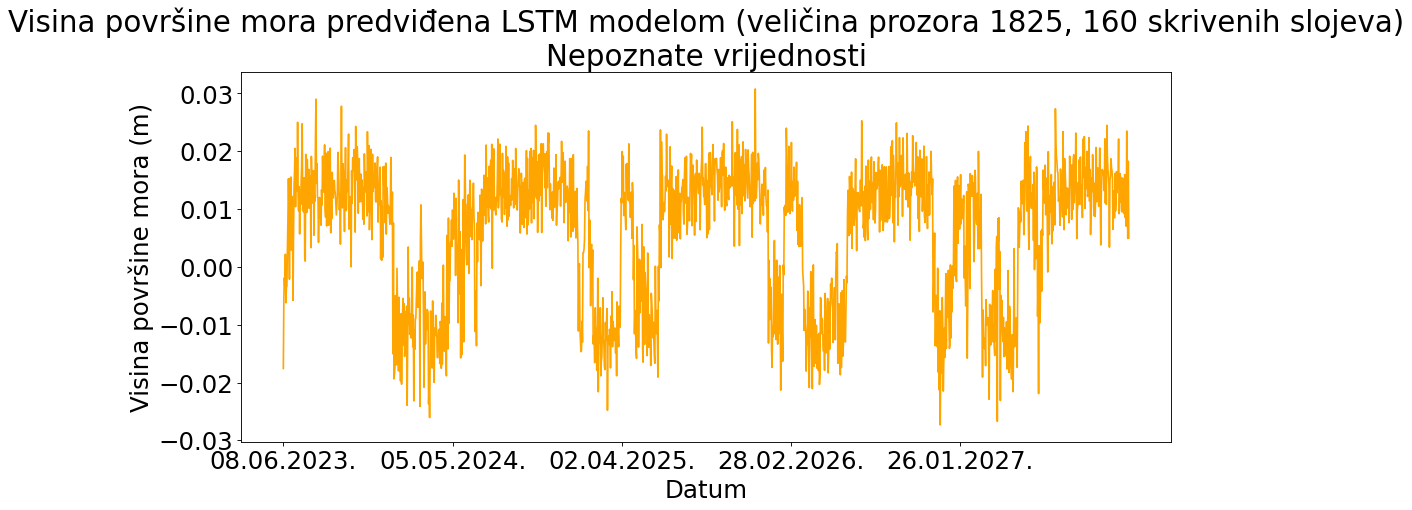 Visina površine mora predviđena LSTM modelom (veličina prozora 1825, 160 skrivenih slojeva)
Nepoznate vrijednosti
Visina površine mora (m)
0.03
0.02
0.01
0.00
−0.01
−0.02
−0.03
08.06.2023. 05.05.2024. 02.04.2025. 28.02.2026. 26.01.2027.
Datum